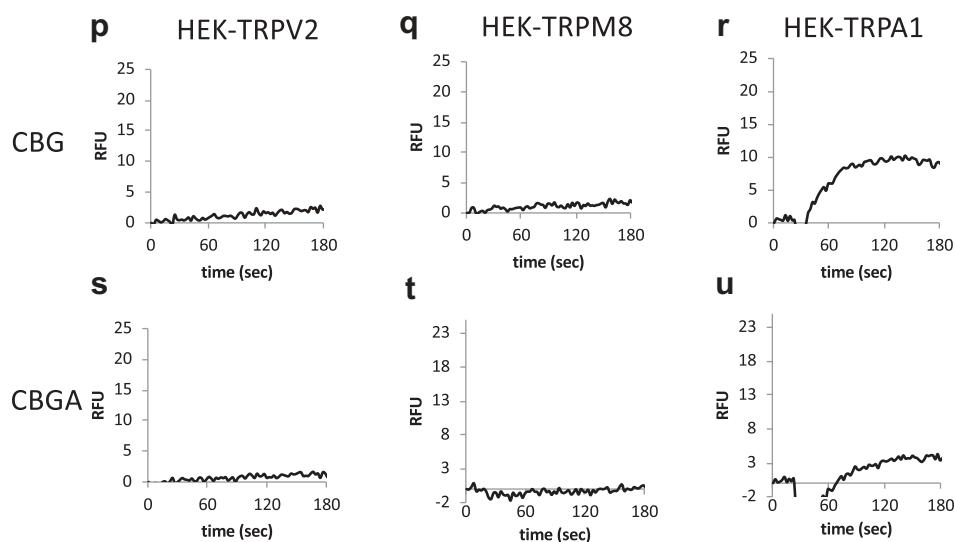 p HEK-TRPV2
q HEK-TRPM8
r HEK-TRPA1
CBG
RFU
25
20
15
10
5
0
0 60 120 180
time (sec)
RFU
25
20
15
10
5
0
0 60 120 180
time (sec)
RFU
25
20
15
10
5
0
0 60 120 180
time (sec)
s
t
u
CBGA
RFU
25
20
15
10
5
0
0 60 120 180
time (sec)
RFU
23
18
13
8
3
-2
0 60 120 180
time (sec)
RFU
23
18
13
8
3
-2
0 60 120 180
time (sec)